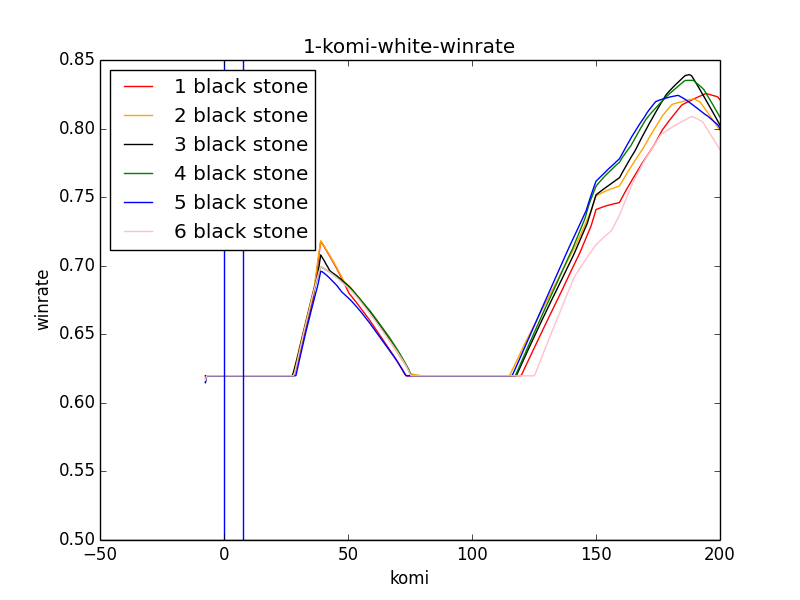 1-komi-white-winrate
0.85
0.80
0.75
0.70
0.65
0.60
0.55
0.50
winrate
1 black stone
2 black stone
3 black stone
4 black stone
5 black stone
6 black stone
−50
0
50
100
150
200
komi